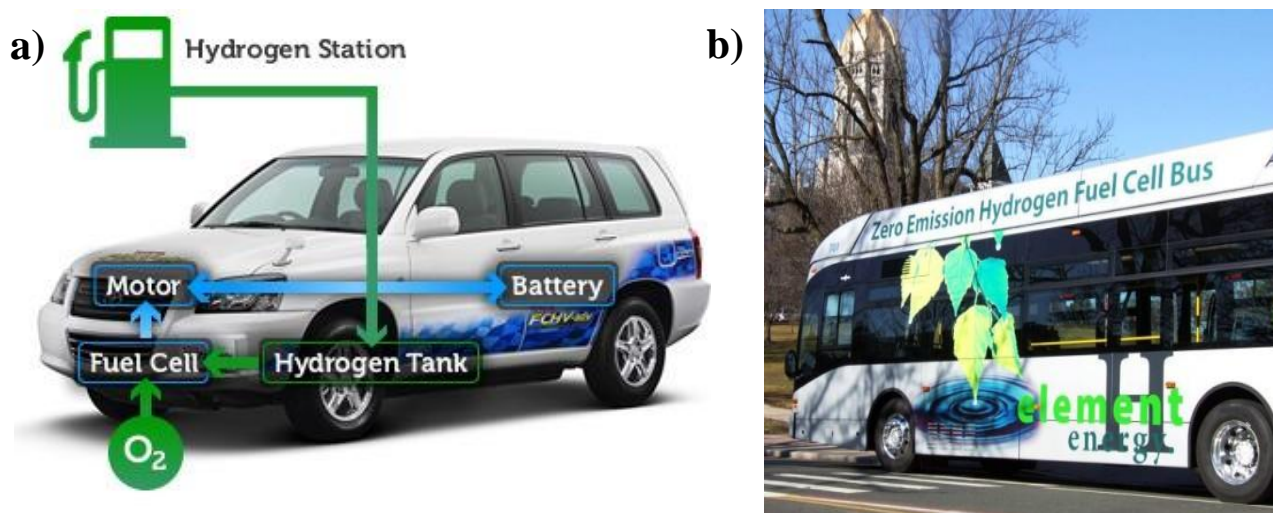 a)
Hydrogen Station
Motor
Battery
FCHV-adv
Fuel Cell
Hydrogen Tank
O₂
b)
Zero Emission Hydrogen Fuel Cell Bus
element
energy
H